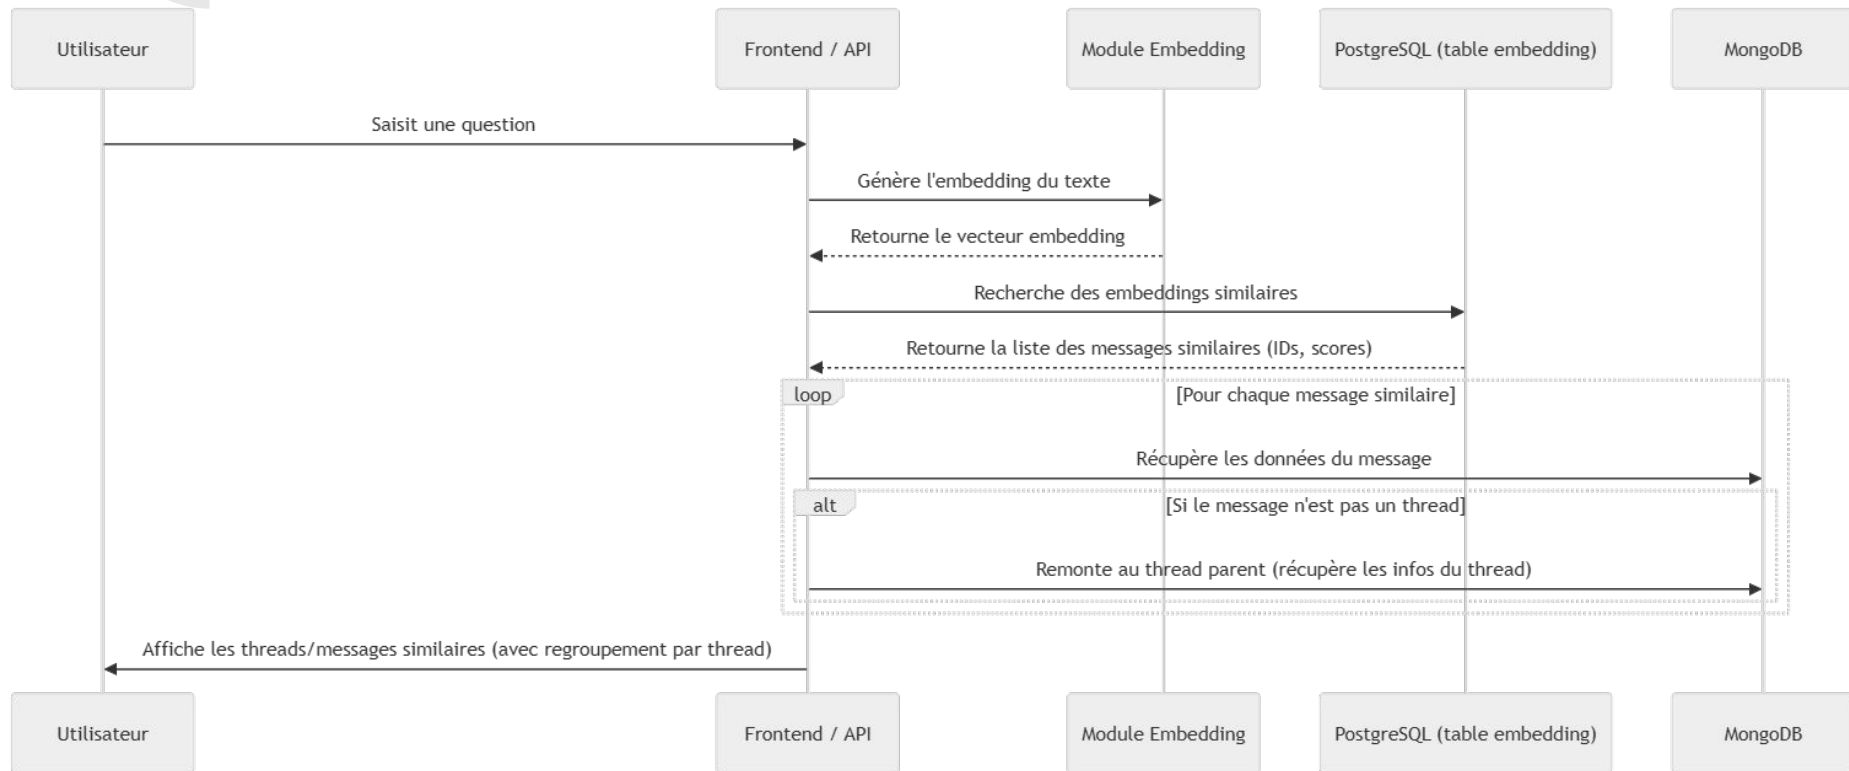 Utilisateur
Frontend / API
Module Embedding
PostgreSQL (table embedding)
MongoDB
Saisit une question
Génère l'embedding du texte
Retourne le vecteur embedding
Recherche des embeddings similaires
Retourne la liste des messages similaires (IDs, scores)
loop
[Pour chaque message similaire]
Récupère les données du message
alt
[Si le message n'est pas un thread]
Remonte au thread parent (récupère les infos du thread)
Affiche les threads/messages similaires (avec regroupement par thread)
Utilisateur
Frontend / API
Module Embedding
PostgreSQL (table embedding)
MongoDB